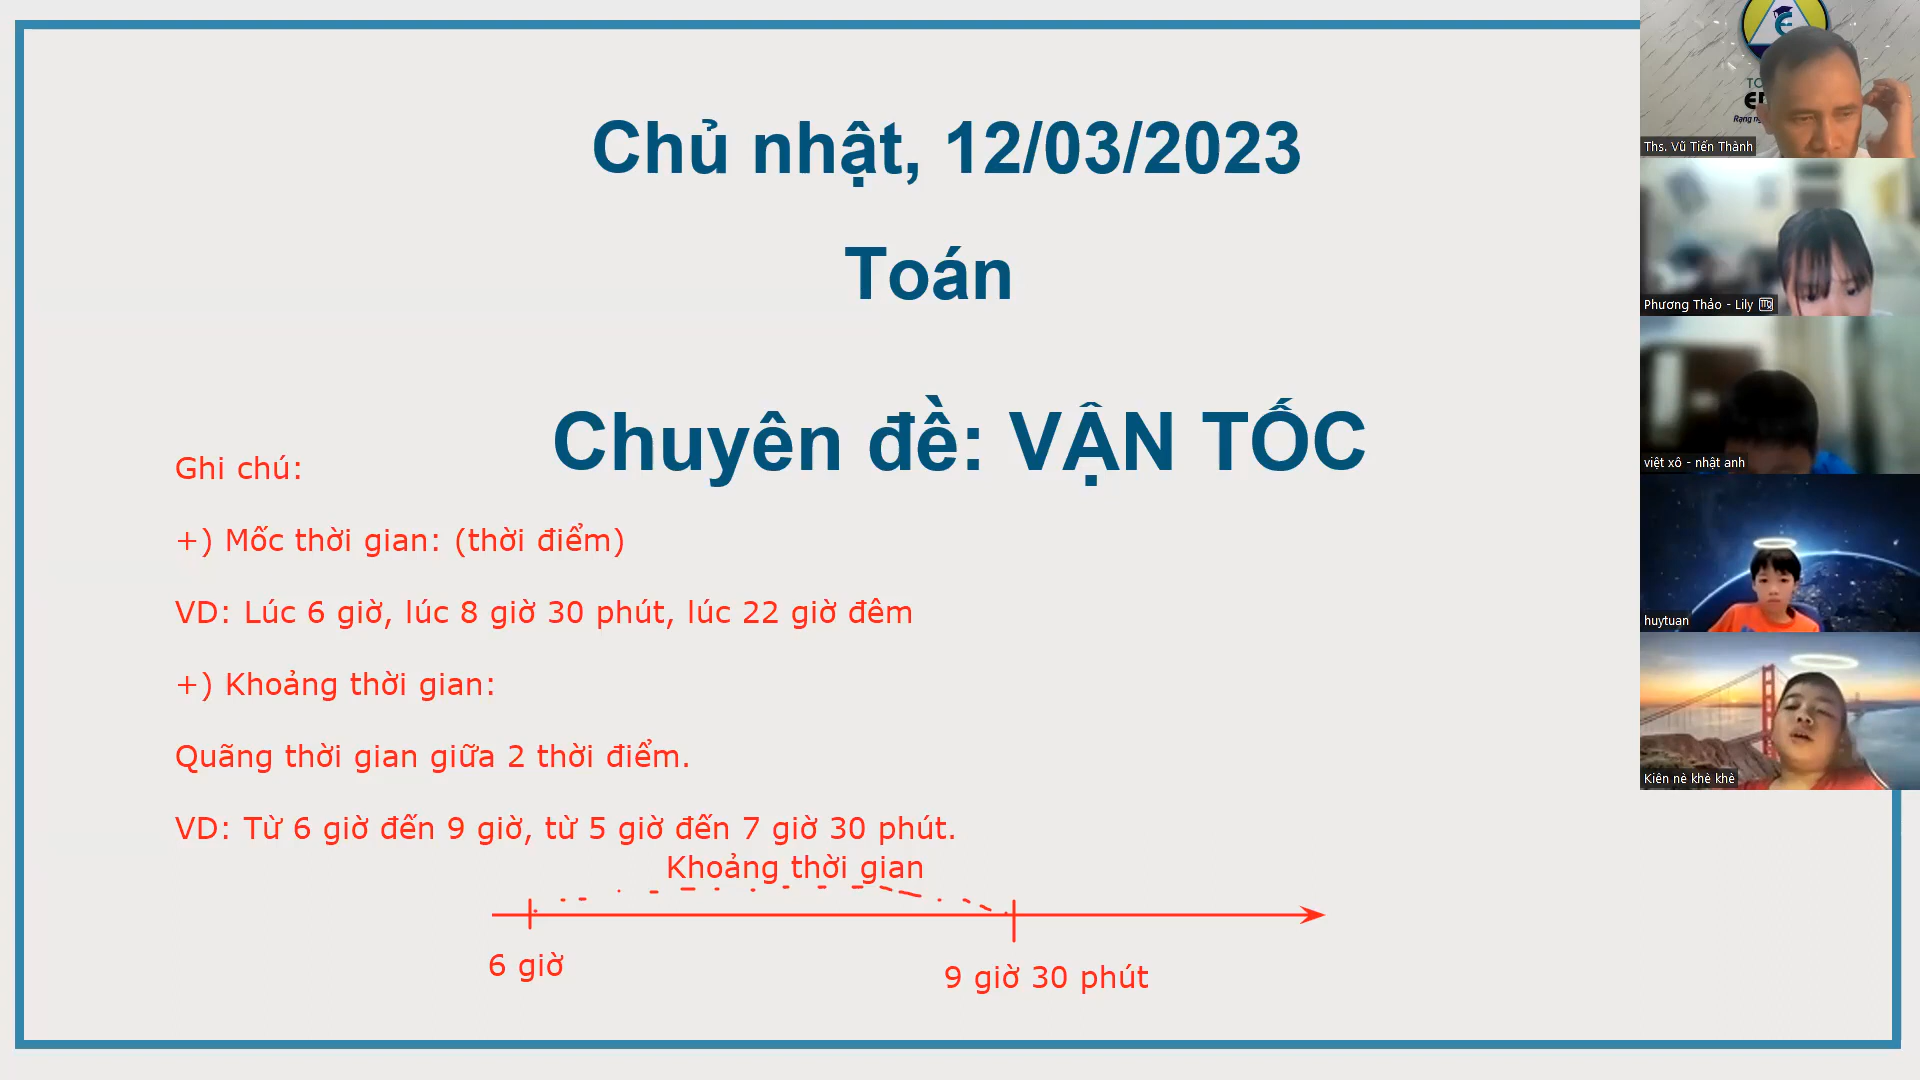 Chủ nhật, 12/03/2023
Toán
Chuyên đề: VẬN TỐC
Ghi chú:
+) Mốc thời gian: (thời điểm)
VD: Lúc 6 giờ, lúc 8 giờ 30 phút, lúc 22 giờ đêm
+) Khoảng thời gian:
Quãng thời gian giữa 2 thời điểm.
VD: Từ 6 giờ đến 9 giờ, từ 5 giờ đến 7 giờ 30 phút.
Khoảng thời gian
6 giờ
9 giờ 30 phút
Ths. Vũ Tiến Thành
Phương Thảo - Lily ♍
việt xô - nhật anh
huytuan
Kiên nè khè khè